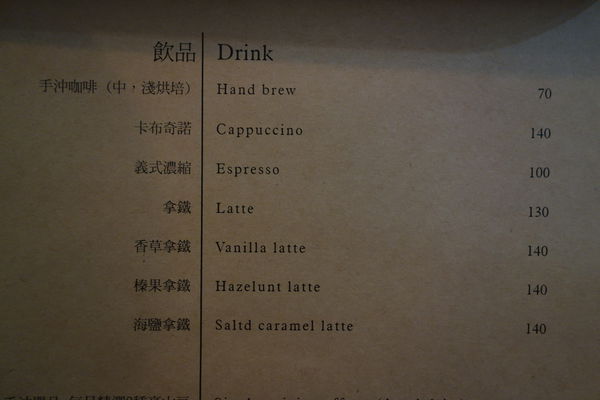 飲品 Drink
手沖咖啡（中，淺烘培） Hand brew 70
卡布奇諾 Cappuccino 140
義式濃縮 Espresso 100
拿鐵 Latte 130
香草拿鐵 Vanilla latte 140
榛果拿鐵 Hazelunt latte 140
海鹽拿鐵 Saltd caramel latte 140